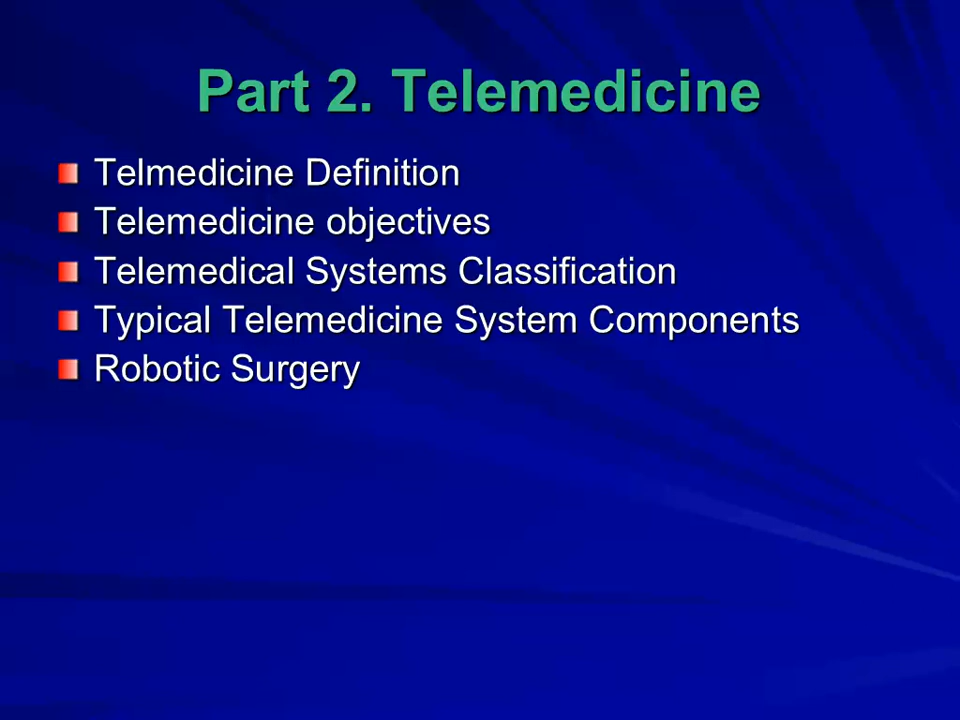 Part 2. Telemedicine
Telmedicine Definition
Telemedicine objectives
Telemedical Systems Classification
Typical Telemedicine System Components
Robotic Surgery